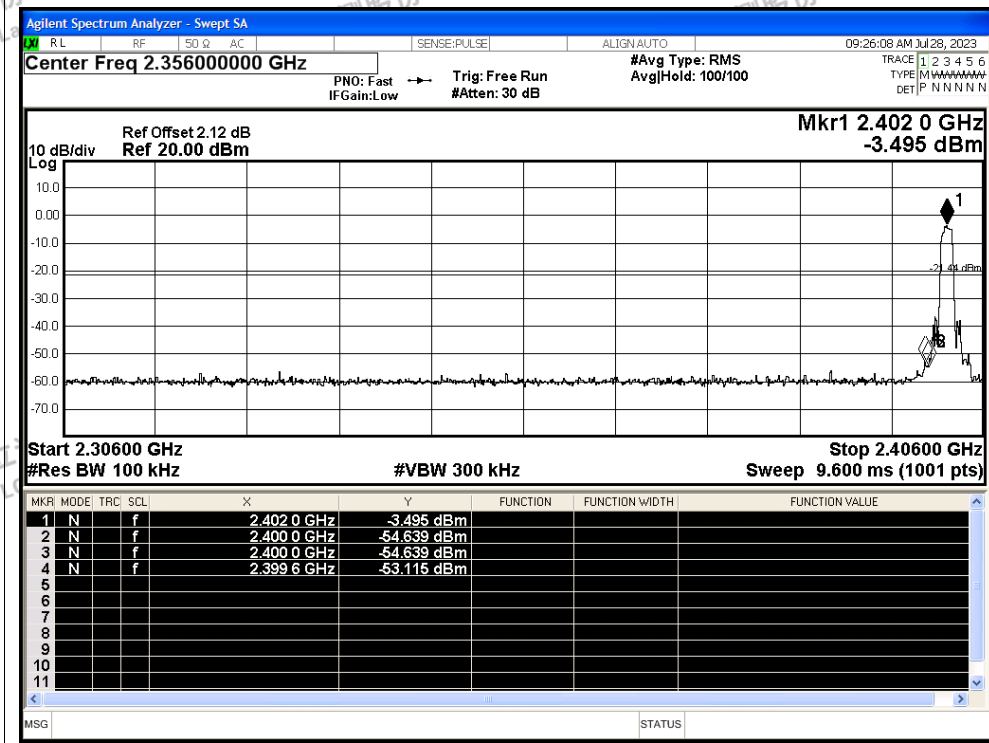 Agilent Spectrum Analyzer - Swept SA
LXI RL RF 50 Ω AC SENSE:PULSE ALIGN AUTO 09:26:08 AM Jul 28, 2023
Center Freq 2.356000000 GHz
PNO: Fast
IFGain:Low
Trig: Free Run
#Atten: 30 dB
#Avg Type: RMS
Avg|Hold: 100/100
TRACE 1 2 3 4 5 6
TYPE M
DET P N N N N N
Mkr1 2.402 0 GHz
-3.495 dBm
Ref Offset 2.12 dB
10 dB/div Ref 20.00 dBm
Log
10.0
0.00
-10.0
-20.0
-30.0
-40.0
-50.0
-60.0
-70.0
1
-21.44 dBm
Start 2.30600 GHz Stop 2.40600 GHz
#Res BW 100 kHz #VBW 300 kHz Sweep 9.600 ms (1001 pts)
MKR MODE TRC SCL X Y FUNCTION FUNCTION WIDTH FUNCTION VALUE
1 N f 2.402 0 GHz -3.495 dBm
2 N f 2.400 0 GHz -54.639 dBm
3 N f 2.400 0 GHz -54.639 dBm
4 N f 2.399 6 GHz -53.115 dBm
5
6
7
8
9
10
11
MSG STATUS